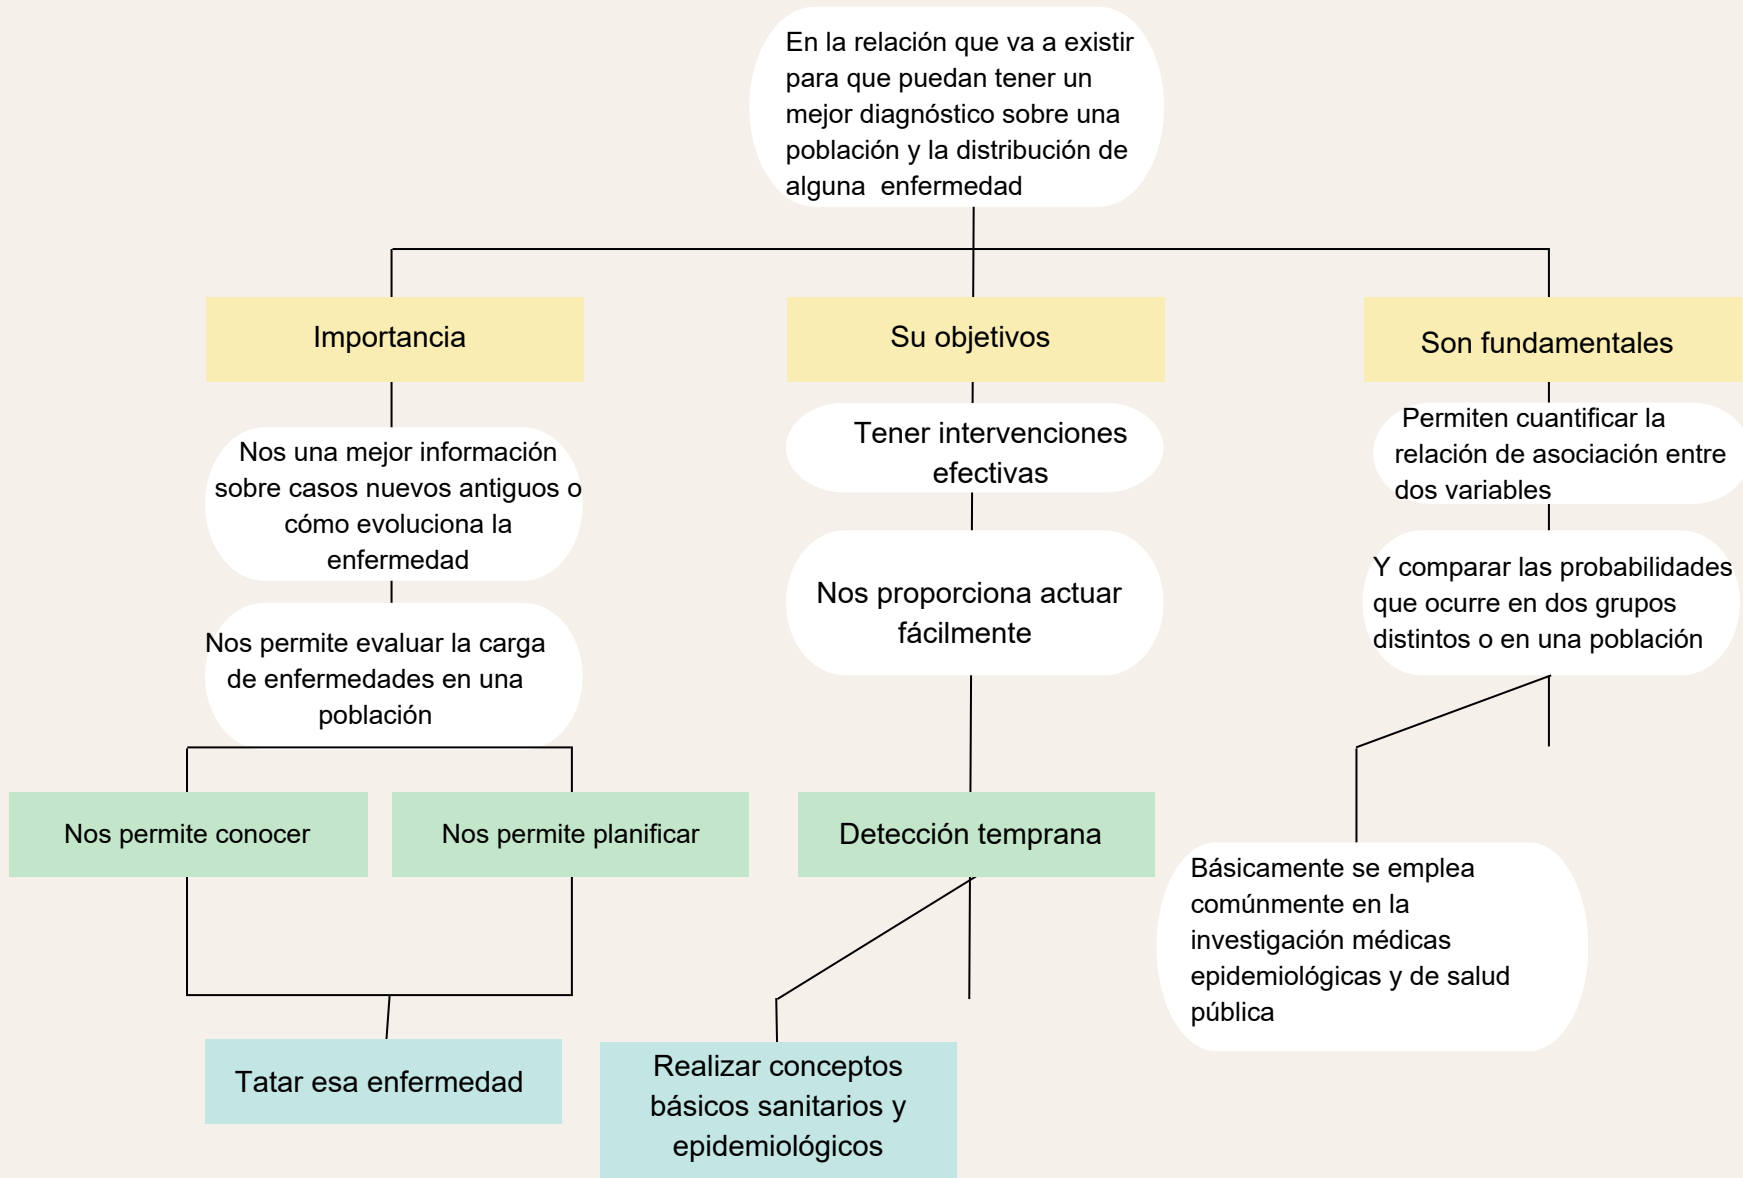 En la relación que va a existir
para que puedan tener un
mejor diagnóstico sobre una
población y la distribución de
alguna enfermedad
Importancia
Su objetivos
Son fundamentales
Nos una mejor información
sobre casos nuevos antiguos o
cómo evoluciona la
enfermedad
Nos permite evaluar la carga
de enfermedades en una
población
Nos permite conocer
Nos permite planificar
Tatar esa enfermedad
Tener intervenciones
efectivas
Nos proporciona actuar
fácilmente
Detección temprana
Realizar conceptos
básicos sanitarios y
epidemiológicos
Permiten cuantificar la
relación de asociación entre
dos variables
Y comparar las probabilidades
que ocurre en dos grupos
distintos o en una población
Básicamente se emplea
comúnmente en la
investigación médicas
epidemiológicas y de salud
pública